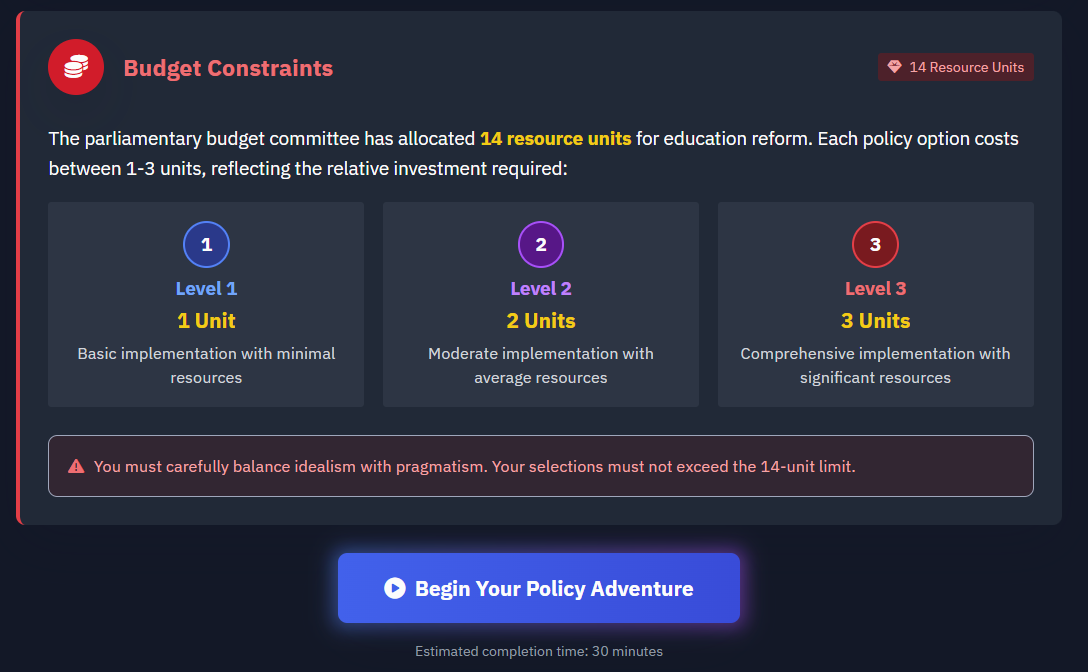 Budget Constraints
14 Resource Units
The parliamentary budget committee has allocated 14 resource units for education reform. Each policy option costs
between 1-3 units, reflecting the relative investment required:
1
Level 1
1 Unit
Basic implementation with minimal
resources
2
Level 2
2 Units
Moderate implementation with
average resources
3
Level 3
3 Units
Comprehensive implementation with
significant resources
You must carefully balance idealism with pragmatism. Your selections must not exceed the 14-unit limit.
Begin Your Policy Adventure
Estimated completion time: 30 minutes